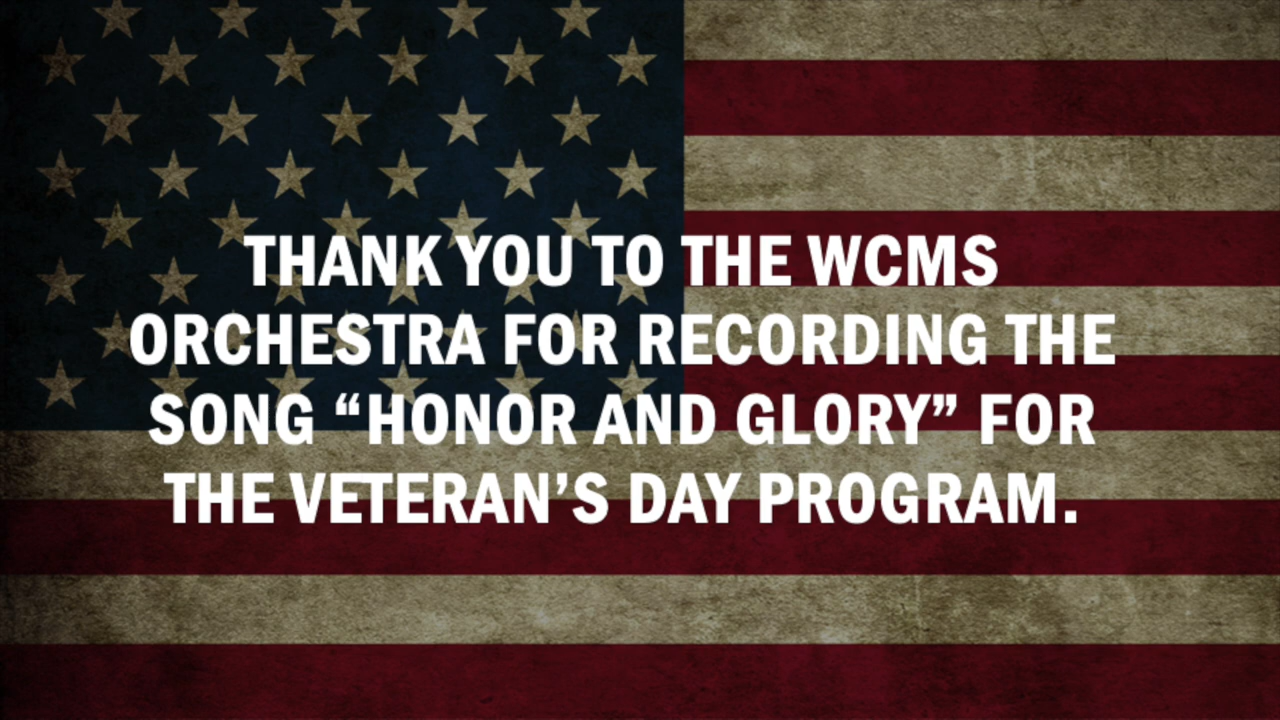 THANK YOU TO THE WCMS
ORCHESTRA FOR RECORDING THE
SONG “HONOR AND GLORY” FOR
THE VETERAN’S DAY PROGRAM.